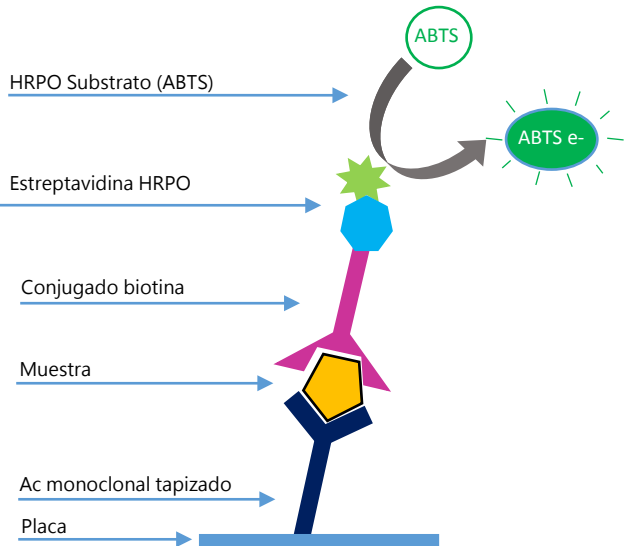 ABTS
HRPO Substrato (ABTS)
ABTS e-
Estreptavidina HRPO
Conjugado biotina
Muestra
Ac monoclonal tapizado
Placa